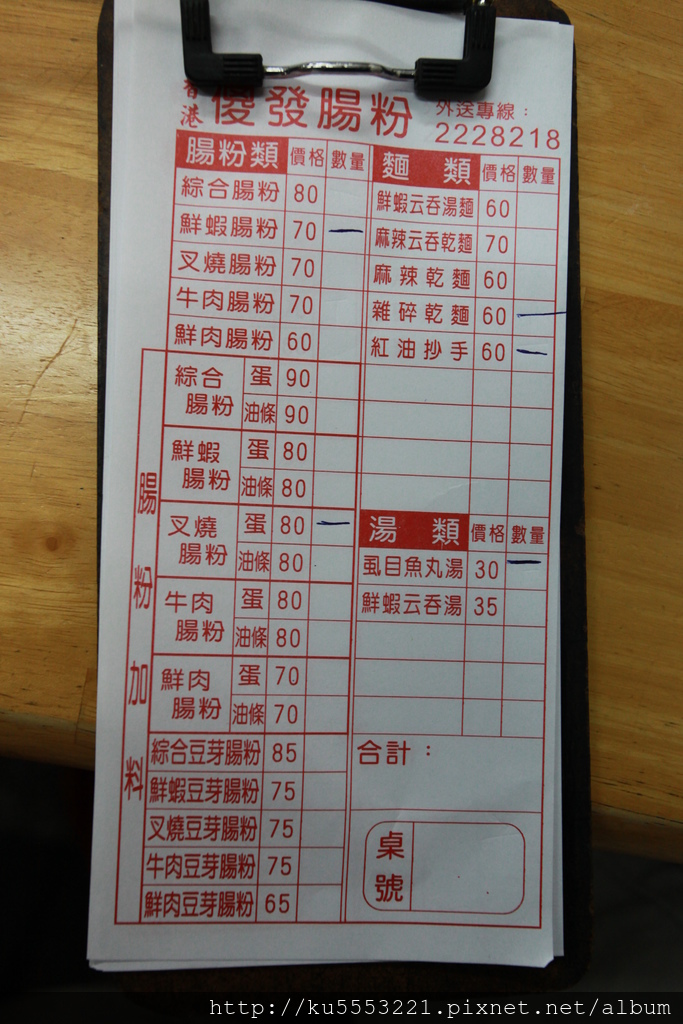 香港 傻發腸粉
外送專線：
2228218
腸粉類 價格 數量
綜合腸粉 80
鮮蝦腸粉 70
叉燒腸粉 70
牛肉腸粉 70
鮮肉腸粉 60
腸粉加料
綜合腸粉 蛋 90
油條 90
鮮蝦腸粉 蛋 80
油條 80
叉燒腸粉 蛋 80
油條 80
牛肉腸粉 蛋 80
油條 80
鮮肉腸粉 蛋 70
油條 70
綜合豆芽腸粉 85
鮮蝦豆芽腸粉 75
叉燒豆芽腸粉 75
牛肉豆芽腸粉 75
鮮肉豆芽腸粉 65
麵類 價格 數量
鮮蝦云吞湯麵 60
麻辣云吞乾麵 70
麻辣乾麵 60
雜碎乾麵 60
紅油抄手 60
湯類 價格 數量
虱目魚丸湯 30
鮮蝦云吞湯 35
合計：
桌號
http://ku5553221.pixnet.net/album